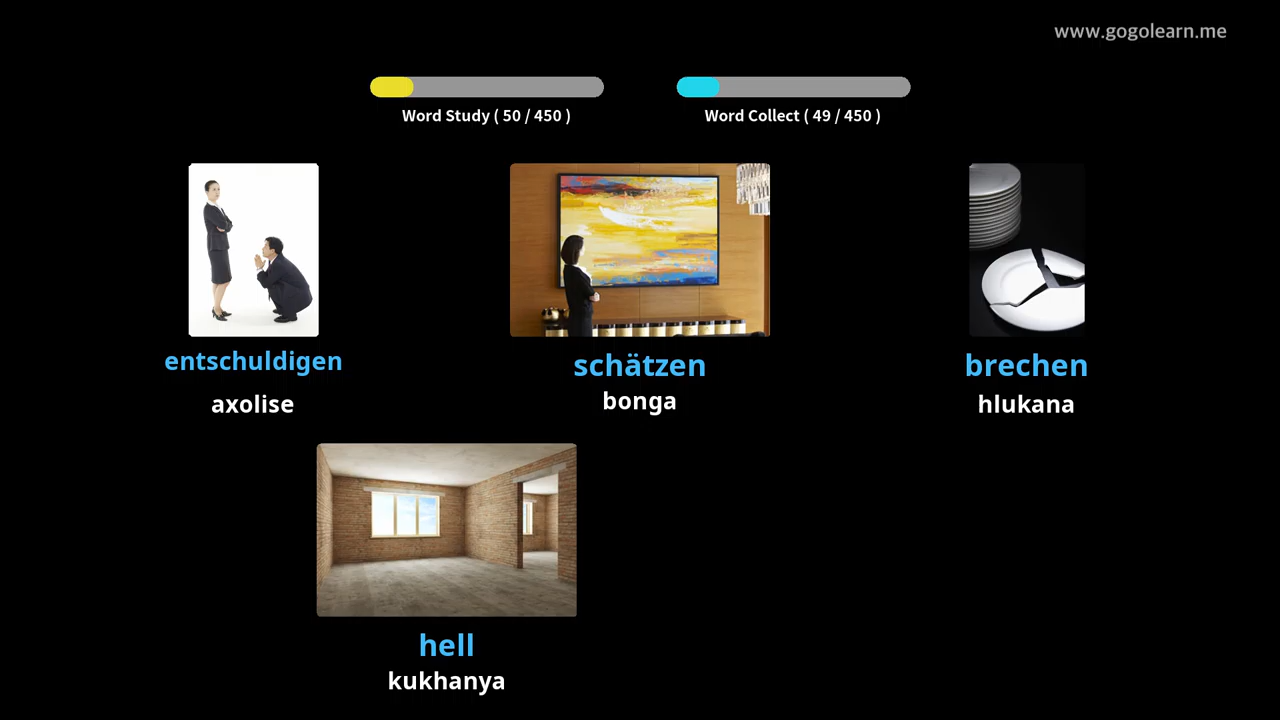 www.gogolearn.me
Word Study ( 50 / 450 )
Word Collect ( 49 / 450 )
entschuldigen
axolise
schätzen
bonga
brechen
hlukana
hell
kukhanya